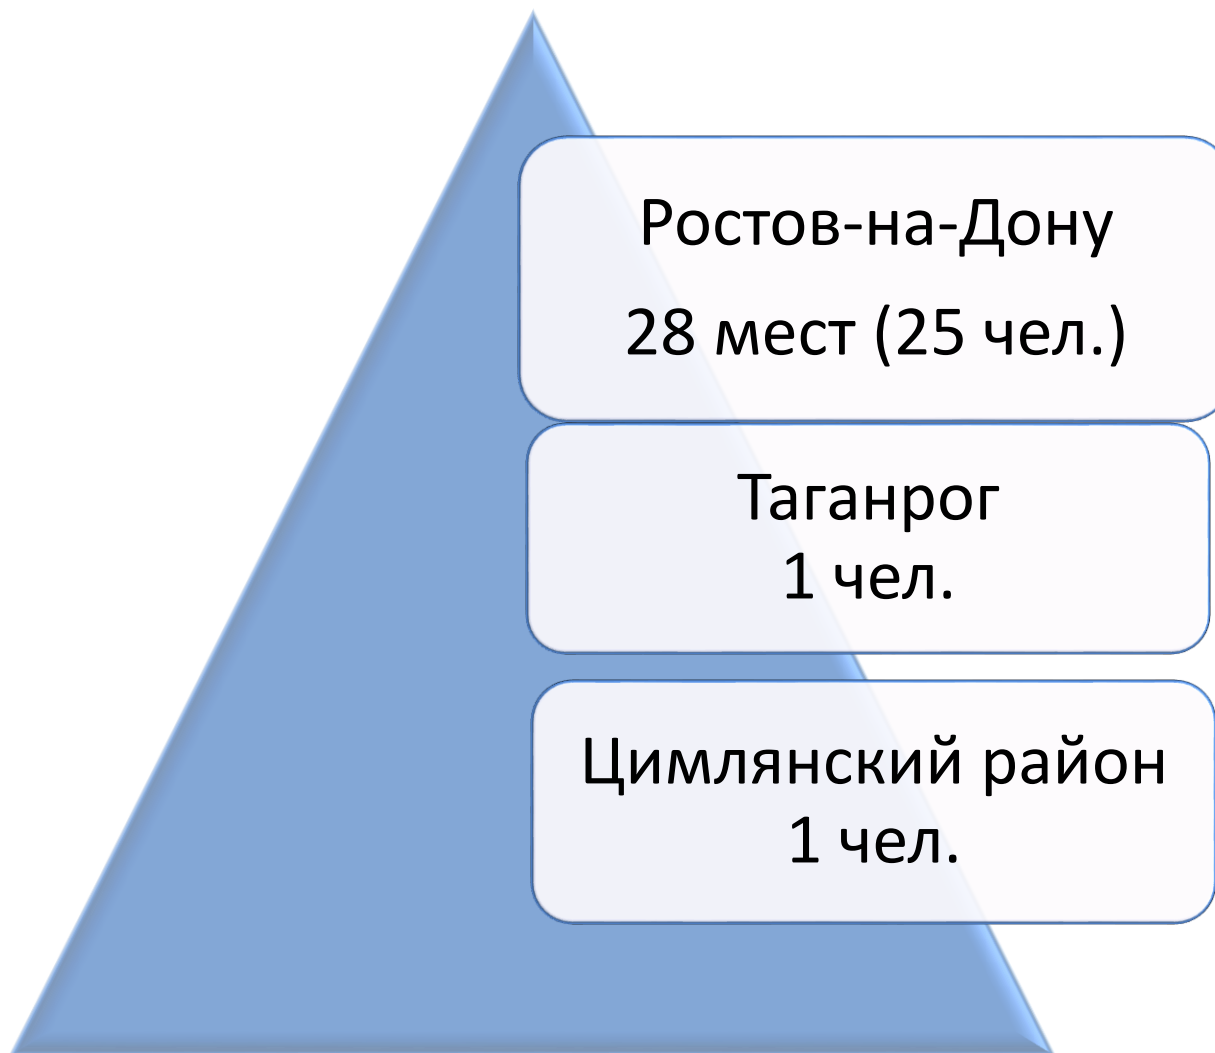 Ростов-на-Дону
28 мест (25 чел.)
Таганрог
1 чел.
Цимлянский район
1 чел.